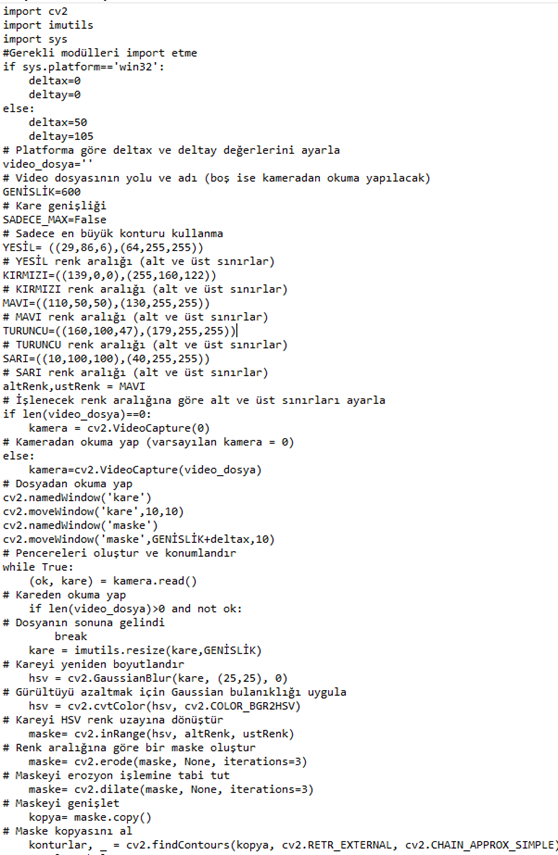 import cv2
import imutils
import sys
#Gerekli modülleri import etme
if sys.platform=='win32':
    deltax=0
    deltay=0
else:
    deltax=50
    deltay=105
# Platforma göre deltax ve deltay değerlerini ayarla
video_dosya=''
# Video dosyasının yolu ve adı (boş ise kameradan okuma yapılacak)
GENİSLİK=600
# Kare genişliği
SADECE_MAX=False
# Sadece en büyük konturu kullanma
YESİL= ((29,86,6),(64,255,255))
# YESİL renk aralığı (alt ve üst sınırlar)
KIRMIZI=((139,0,0),(255,160,122))
# KIRMIZI renk aralığı (alt ve üst sınırlar)
MAVI=((110,50,50),(130,255,255))
# MAVI renk aralığı (alt ve üst sınırlar)
TURUNCU=((160,100,47),(179,255,255))
# TURUNCU renk aralığı (alt ve üst sınırlar)
SARI=((10,100,100),(40,255,255))
# SARI renk aralığı (alt ve üst sınırlar)
altRenk,ustRenk = MAVI
# İşlenecek renk aralığına göre alt ve üst sınırları ayarla
if len(video_dosya)==0:
    kamera = cv2.VideoCapture(0)
# Kameradan okuma yap (varsayılan kamera = 0)
else:
    kamera=cv2.VideoCapture(video_dosya)
# Dosyadan okuma yap
cv2.namedWindow('kare')
cv2.moveWindow('kare',10,10)
cv2.namedWindow('maske')
cv2.moveWindow('maske',GENİSLİK+deltax,10)
# Pencereleri oluştur ve konumlandır
while True:
    (ok, kare) = kamera.read()
# Kareden okuma yap
    if len(video_dosya)>0 and not ok:
# Dosyanın sonuna gelindi
        break
    kare = imutils.resize(kare,GENİSLİK)
# Kareyi yeniden boyutlandır
    hsv = cv2.GaussianBlur(kare, (25,25), 0)
# Gürültüyü azaltmak için Gaussian bulanıklığı uygula
    hsv = cv2.cvtColor(hsv, cv2.COLOR_BGR2HSV)
# Kareyi HSV renk uzayına dönüştür
    maske= cv2.inRange(hsv, altRenk, ustRenk)
# Renk aralığına göre bir maske oluştur
    maske= cv2.erode(maske, None, iterations=3)
# Maskeyi erozyon işlemine tabi tut
    maske= cv2.dilate(maske, None, iterations=3)
# Maskeyi genişlet
    kopya= maske.copy()
# Maske kopyasını al
    konturlar, _ = cv2.findContours(kopya, cv2.RETR_EXTERNAL, cv2.CHAIN_APPROX_SIMPLE)